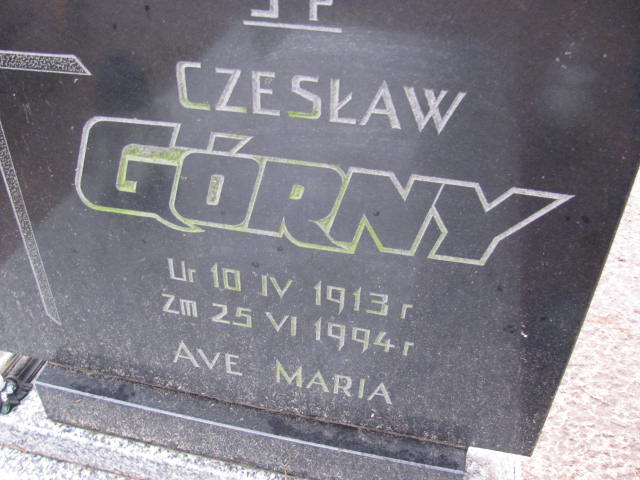 CZESŁAW
GÓRNY
Ur 10 IV 1913 r
Zm 25 VI 1994 r
AVE MARIA